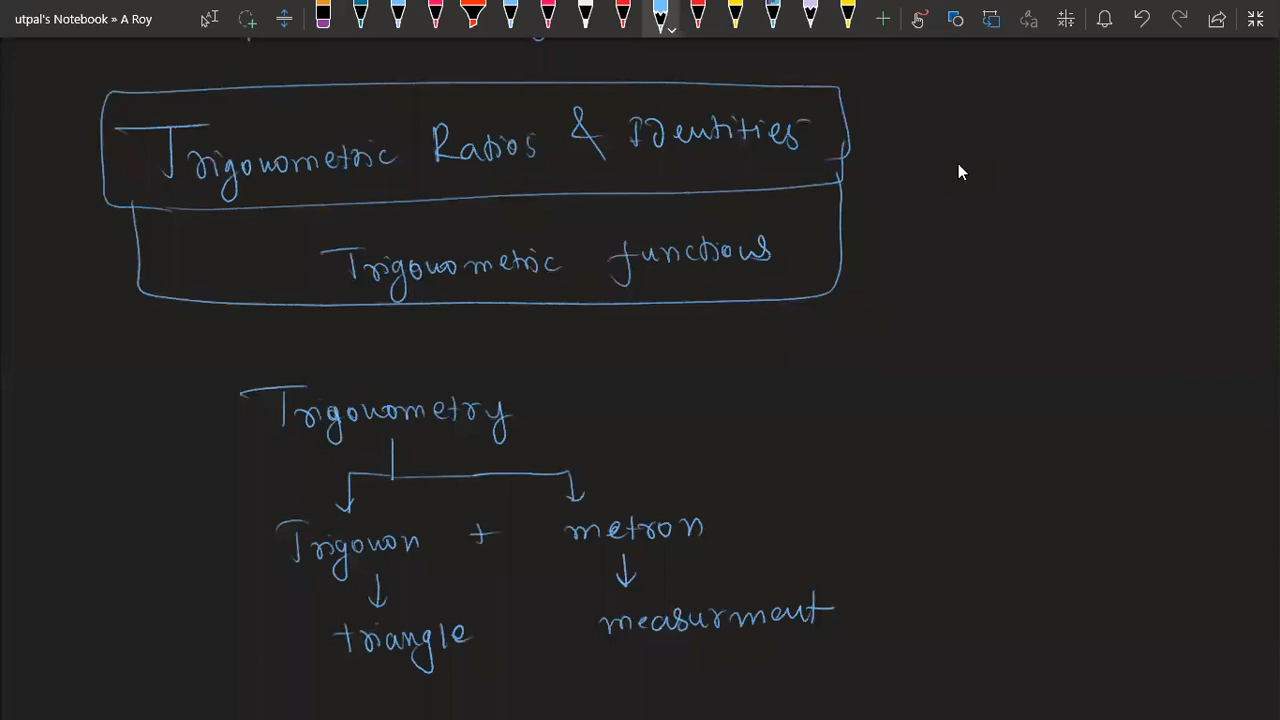 utpal's Notebook » A Roy
Trigonometric Ratios & Identities
Trigonometric functions
Trigonometry
Trigonon + metron
triangle measurment